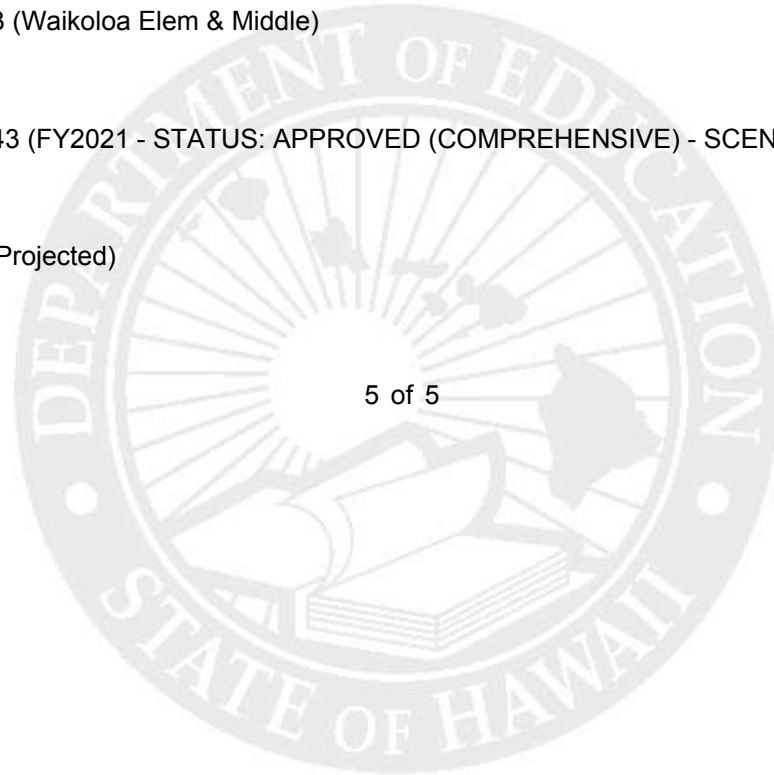 3 (Waikoloa Elem & Middle)
43 (FY2021 - STATUS: APPROVED (COMPREHENSIVE) - SCEN
Projected)
5 of 5
DEPARTMENT OF EDUCATION
STATE OF HAWAII